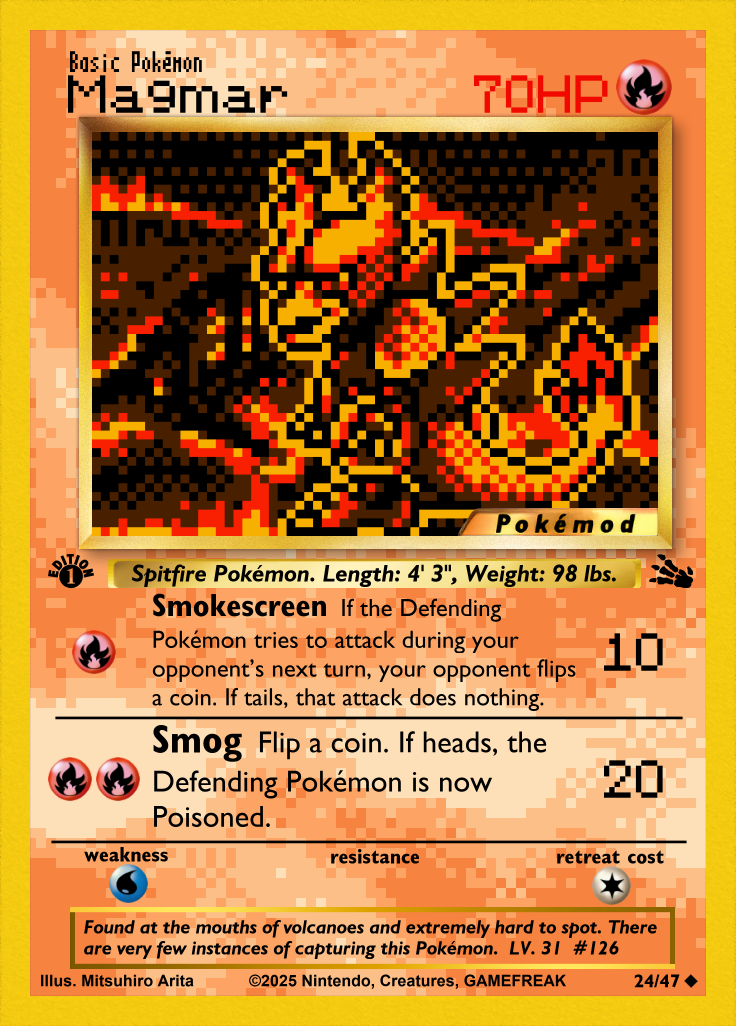 Basic Pokémon
Magmar 70HP
Pokémod
EDITION 1
Spitfire Pokémon. Length: 4' 3", Weight: 98 lbs.
Smokescreen If the Defending
Pokémon tries to attack during your
opponent's next turn, your opponent flips
a coin. If tails, that attack does nothing.
10
Smog Flip a coin. If heads, the
Defending Pokémon is now
Poisoned.
20
weakness resistance retreat cost
Found at the mouths of volcanoes and extremely hard to spot. There
are very few instances of capturing this Pokémon. LV. 31 #126
Illus. Mitsuhiro Arita ©2025 Nintendo, Creatures, GAMEFREAK 24/47